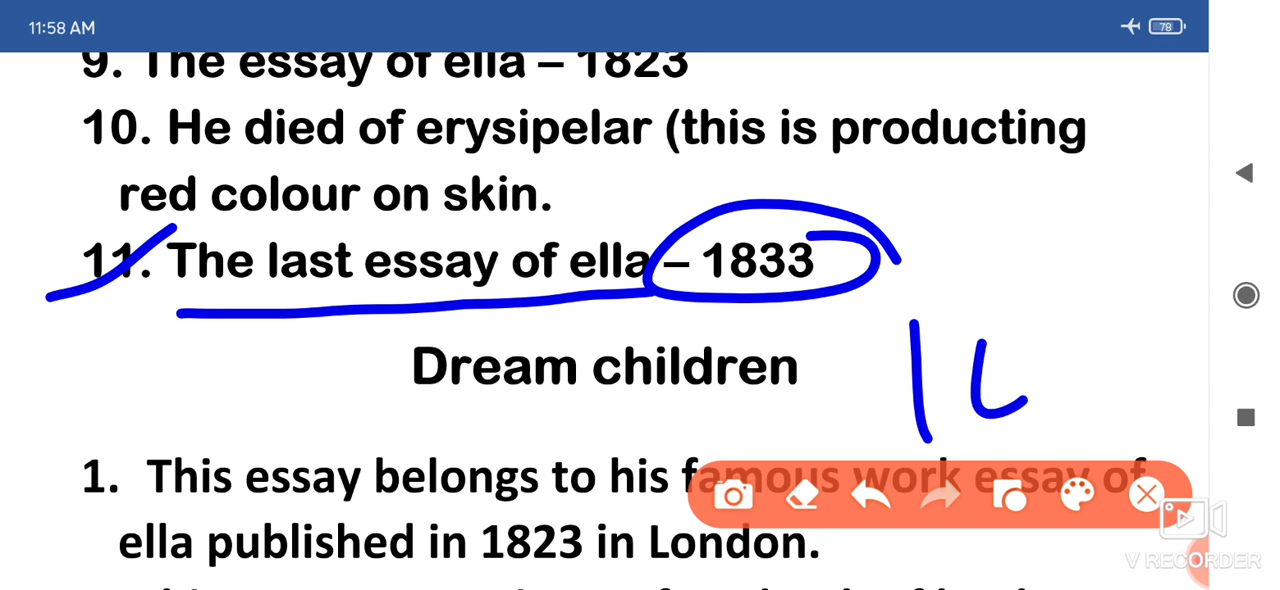 11:58 AM
78
9. The essay of ella – 1823
10. He died of erysipelar (this is producting
red colour on skin.
11. The last essay of ella – 1833
Dream children
1. This essay belongs to his famous work essay of
ella published in 1823 in London.
V RECORDER